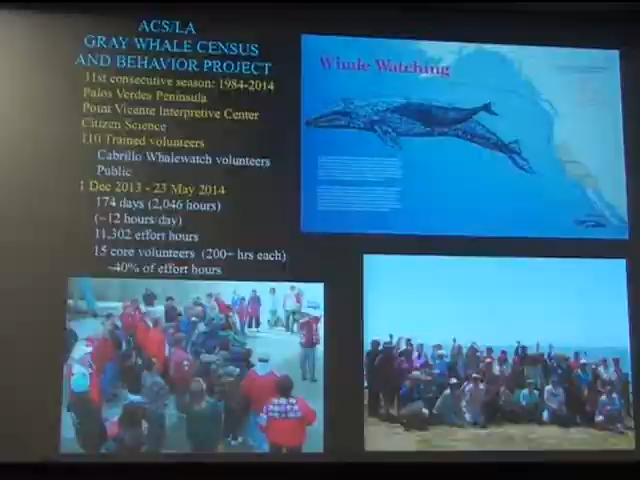 ACS/LA
GRAY WHALE CENSUS
AND BEHAVIOR PROJECT
31st consecutive season: 1984-2014
Palos Verdes Peninsula
Point Vicente Interpretive Center
Citizen Science
110 Trained volunteers
Cabrillo Whalewatch volunteers
Public
1 Dec 2013 - 23 May 2014
174 days (2,046 hours)
(~12 hours/day)
11,302 effort hours
15 core volunteers (200+ hrs each)
~40% of effort hours
Whale Watching